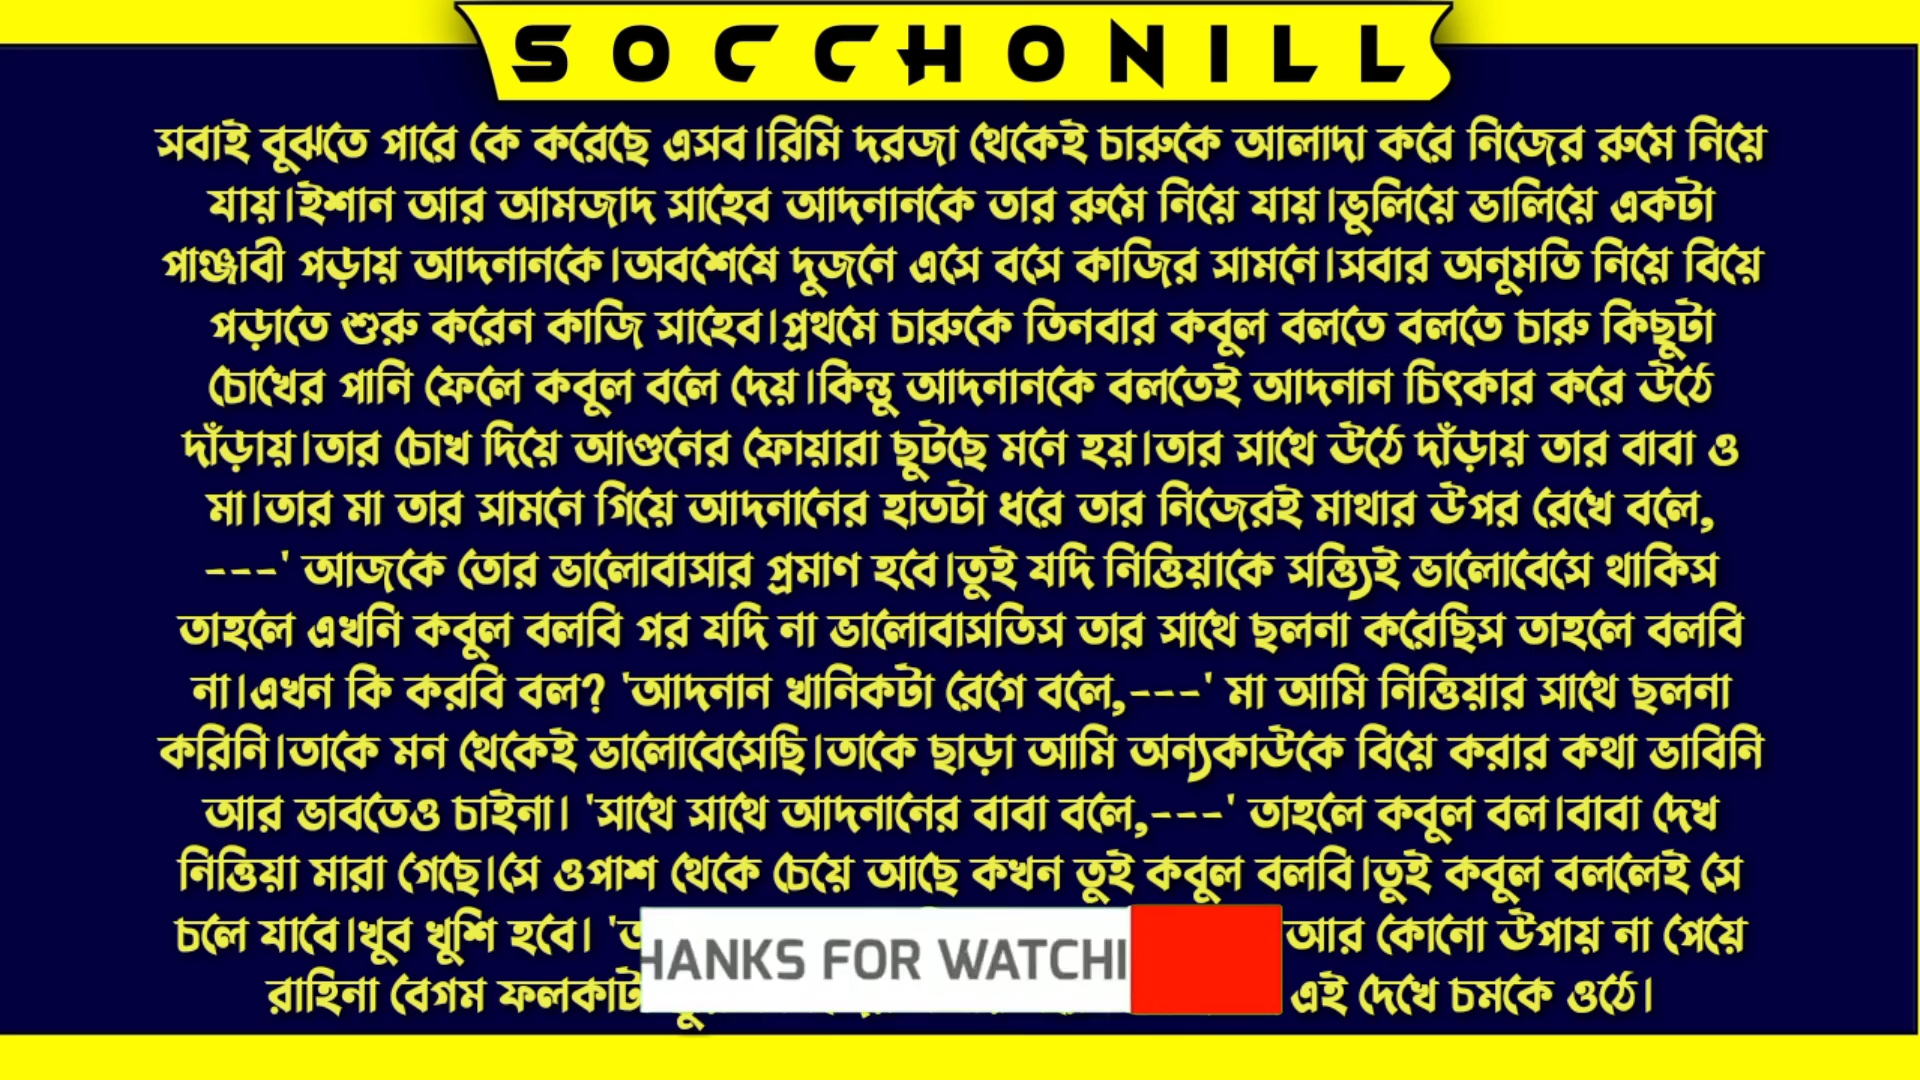 SOCCHONILL
সবাই বুঝতে পারে কে করেছে এসব।রিমি দরজা থেকেই চারুকে আলাদা করে নিজের রুমে নিয়ে
যায়।ইশান আর আমজাদ সাহেব আদনানকে তার রুমে নিয়ে যায়।ভুলিয়ে ভালিয়ে একটা
পাঞ্জাবী পড়ায় আদনানকে।অবশেষে দুজনে এসে বসে কাজির সামনে।সবার অনুমতি নিয়ে বিয়ে
পড়াতে শুরু করেন কাজি সাহেব।প্রথমে চারুকে তিনবার কবুল বলতে বলতে চারু কিছুটা
চোখের পানি ফেলে কবুল বলে দেয়।কিন্তু আদনানকে বলতেই আদনান চিৎকার করে উঠে
দাঁড়ায়।তার চোখ দিয়ে আগুনের ফোয়ারা ছুটছে মনে হয়।তার সাথে উঠে দাঁড়ায় তার বাবা ও
মা।তার মা তার সামনে গিয়ে আদনানের হাতটা ধরে তার নিজেরই মাথার উপর রেখে বলে,
---' আজকে তোর ভালোবাসার প্রমাণ হবে।তুই যদি নিত্তিয়াকে সত্ত্যিই ভালোবেসে থাকিস
তাহলে এখনি কবুল বলবি পর যদি না ভালোবাসতিস তার সাথে ছলনা করেছিস তাহলে বলবি
না।এখন কি করবি বল? 'আদনান খানিকটা রেগে বলে,---' মা আমি নিত্তিয়ার সাথে ছলনা
করিনি।তাকে মন থেকেই ভালোবেসেছি।তাকে ছাড়া আমি অন্যকাউকে বিয়ে করার কথা ভাবিনি
আর ভাবতেও চাইনা। 'সাথে সাথে আদনানের বাবা বলে,---' তাহলে কবুল বল।বাবা দেখ
নিত্তিয়া মারা গেছে।সে ওপাশ থেকে চেয়ে আছে কখন তুই কবুল বলবি।তুই কবুল বললেই সে
চলে যাবে।খুব খুশি হবে। আর কোনো উপায় না পেয়ে
রাহিনা বেগম ফলকাট এই দেখে চমকে ওঠে।
HANKS FOR WATCHI